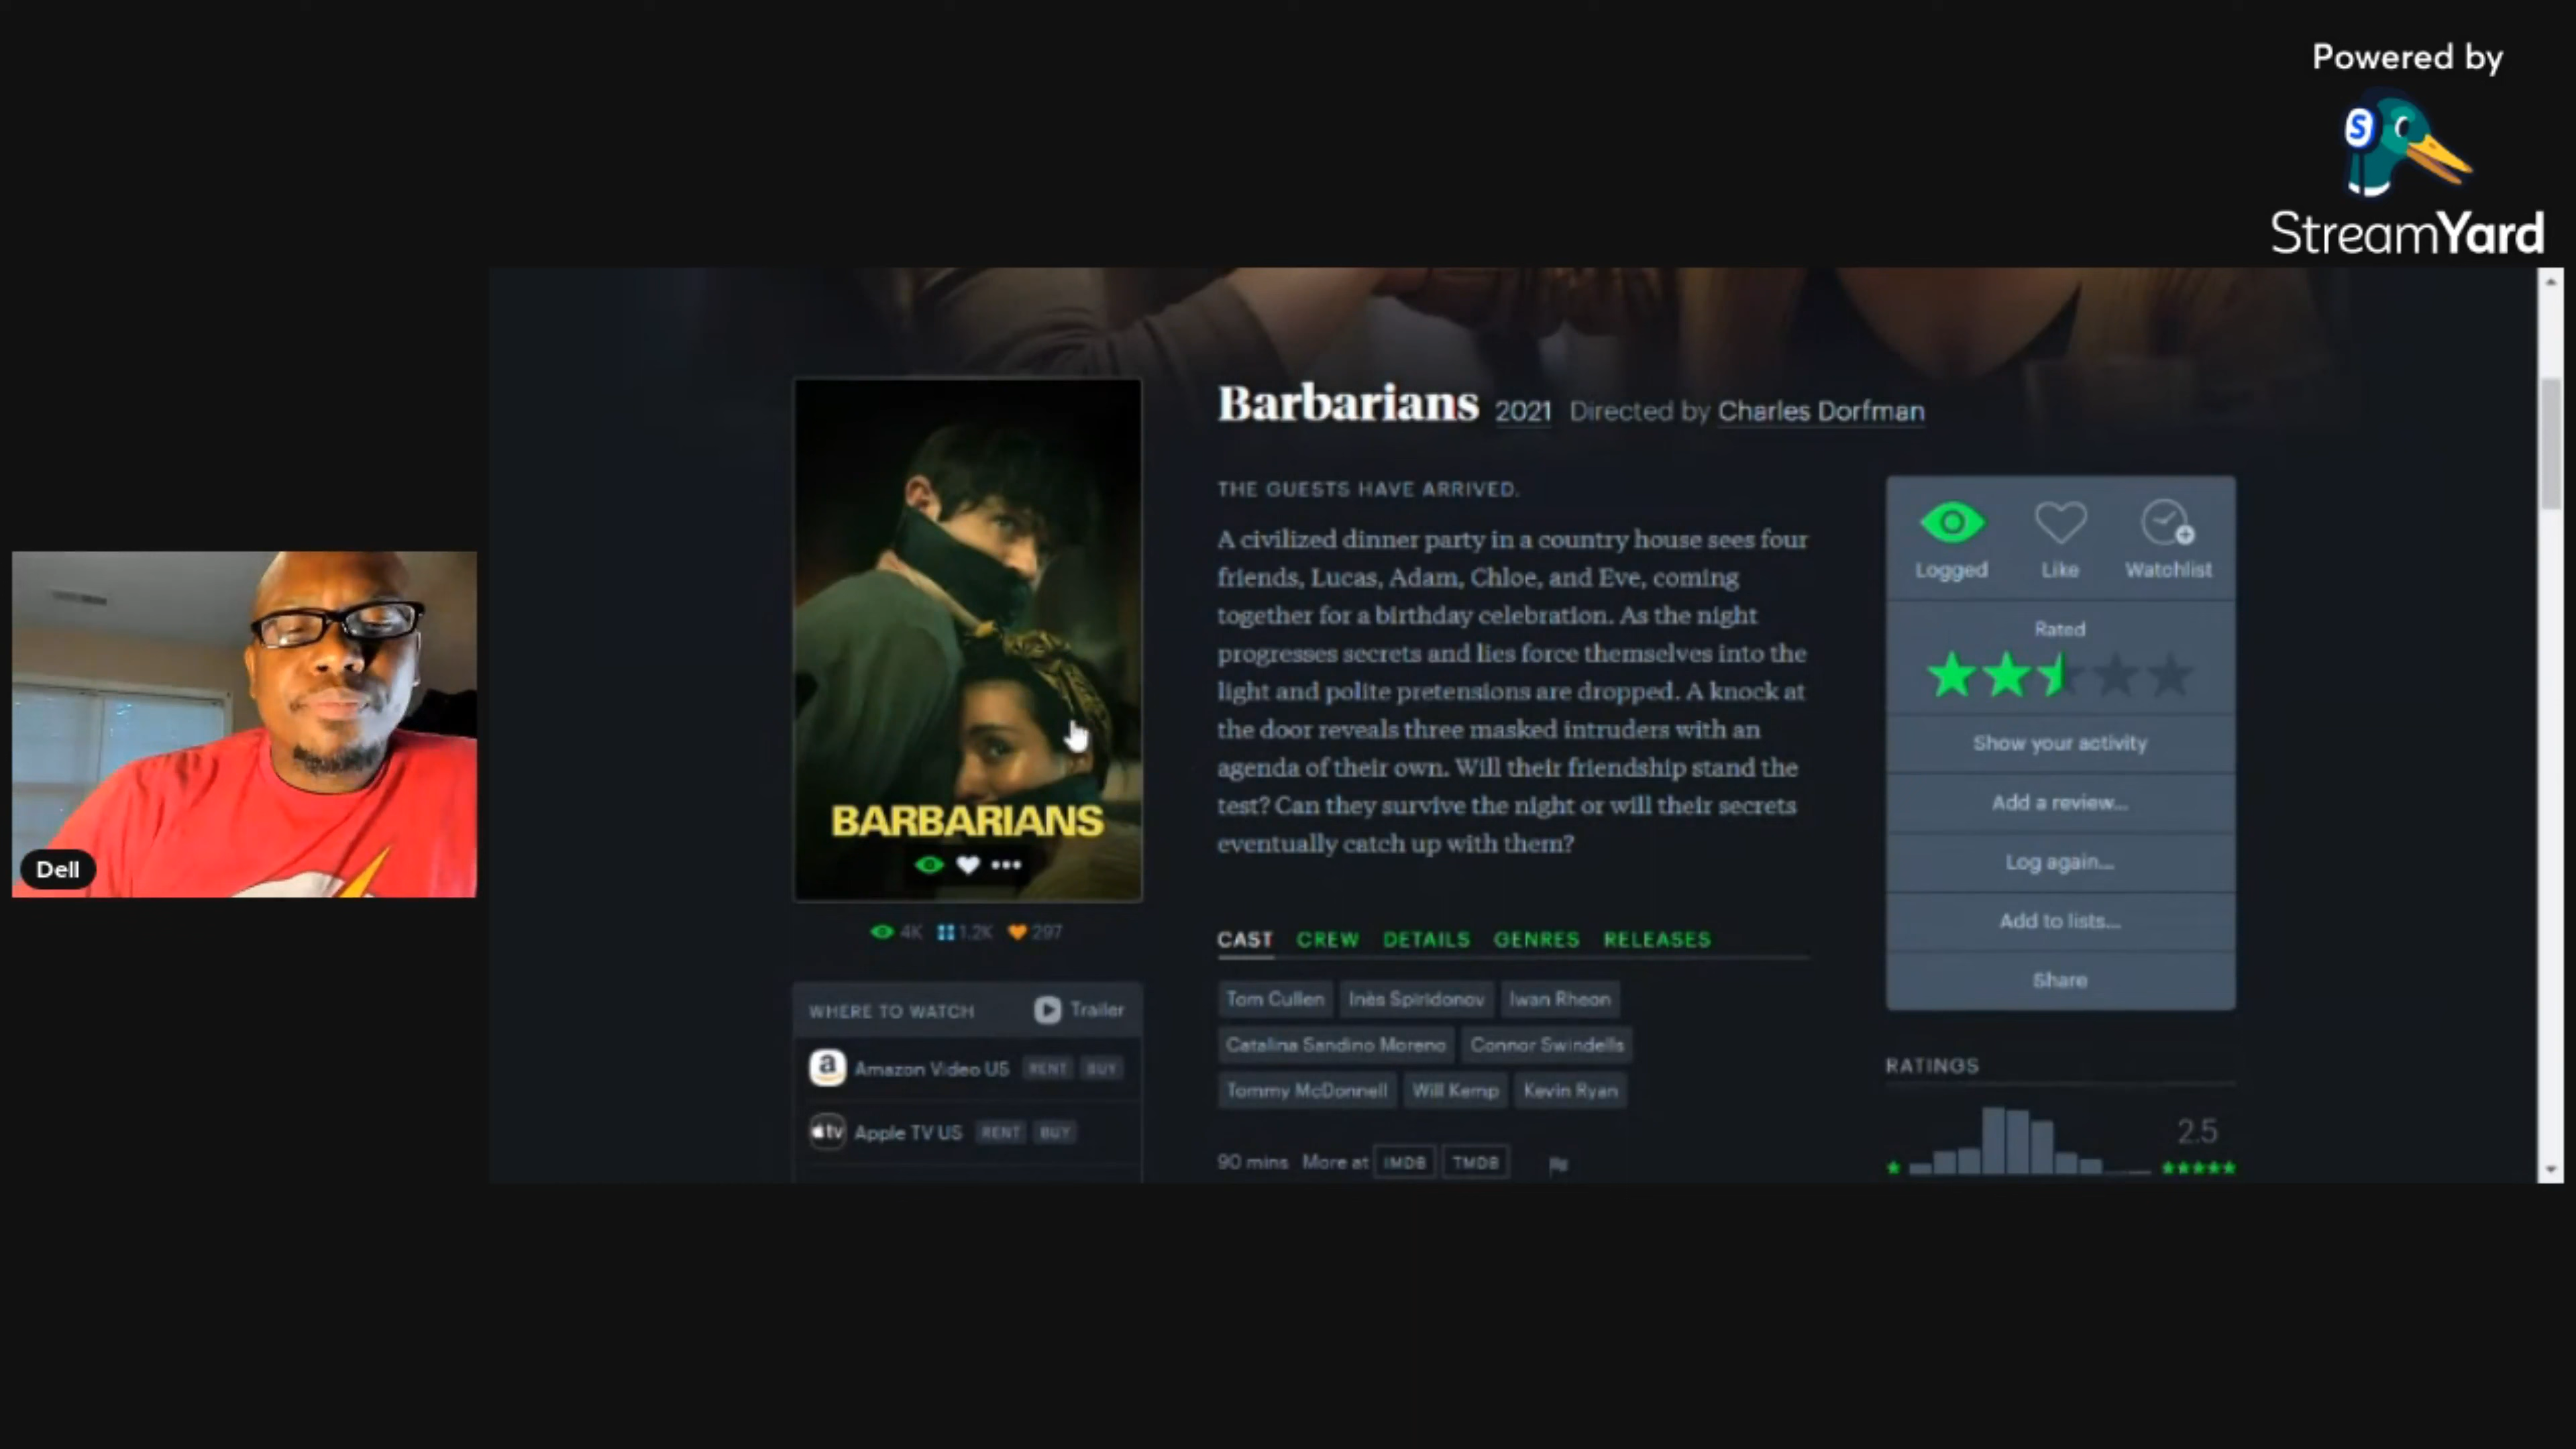 Powered by
S
StreamYard
Barbarians 2021 Directed by Charles Dorfman
THE GUESTS HAVE ARRIVED.
A civilized dinner party in a country house sees four
friends, Lucas, Adam, Chloe, and Eve, coming
together for a birthday celebration. As the night
progresses secrets and lies force themselves into the
light and polite pretensions are dropped. A knock at
the door reveals three masked intruders with an
agenda of their own. Will their friendship stand the
test? Can they survive the night or will their secrets
eventually catch up with them?
BARBARIANS
4K 1.2K 297
WHERE TO WATCH Trailer
a Amazon Video US RENT BUY
tv Apple TV US RENT BUY
CAST CREW DETAILS GENRES RELEASES
Tom Cullen Inès Spiridonov Iwan Rheon
Catalina Sandino Moreno Connor Swindells
Tommy McDonnell Will Kemp Kevin Ryan
90 mins More at IMDB TMDB
Logged Like Watchlist
Rated
Show your activity
Add a review...
Log again...
Add to lists...
Share
RATINGS
2.5
Dell